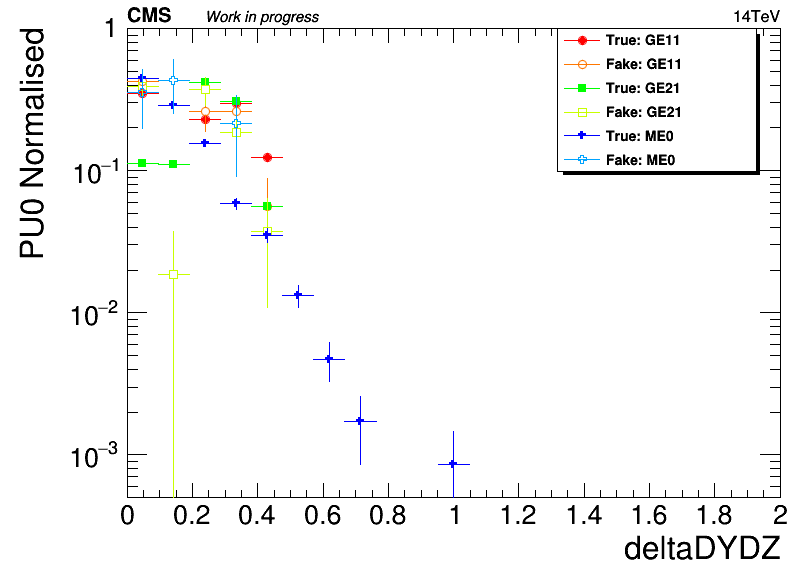 CMS Work in progress 14TeV
PU0 Normalised
1
10⁻¹
10⁻²
10⁻³
True: GE11
Fake: GE11
True: GE21
Fake: GE21
True: ME0
Fake: ME0
0 0.2 0.4 0.6 0.8 1 1.2 1.4 1.6 1.8 2
deltaDYDZ